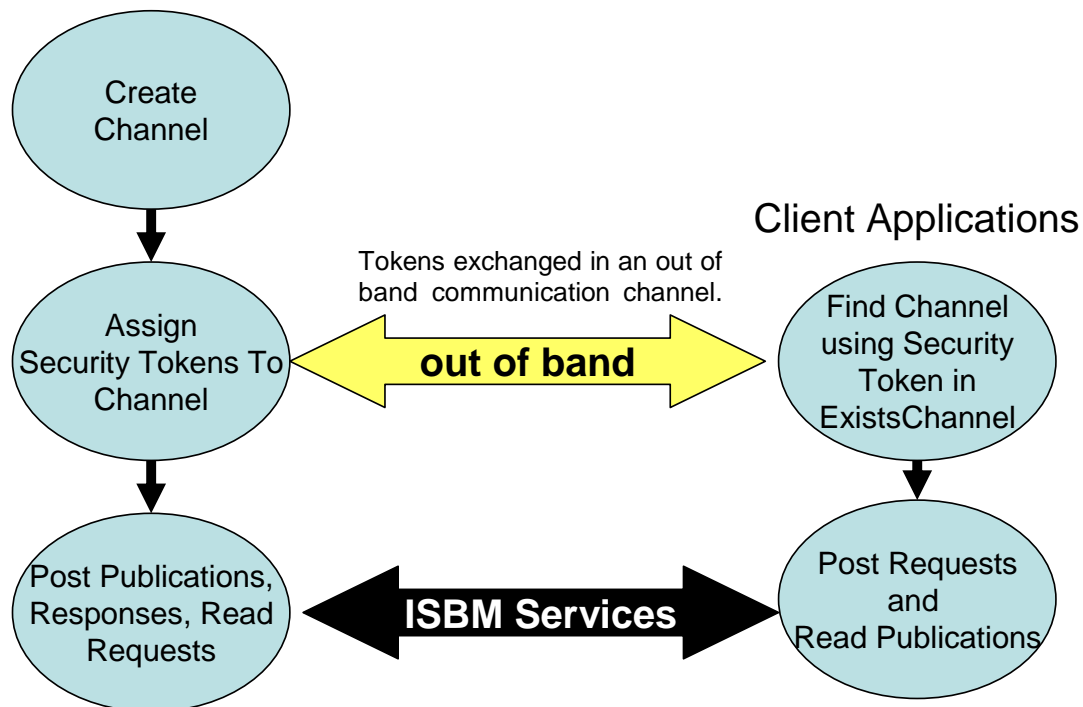 Create
Channel
Client Applications
Tokens exchanged in an out of
band communication channel.
Assign
Security Tokens To
Channel
out of band
Find Channel
using Security
Token in
ExistsChannel
Post Publications,
Responses, Read
Requests
ISBM Services
Post Requests
and
Read Publications